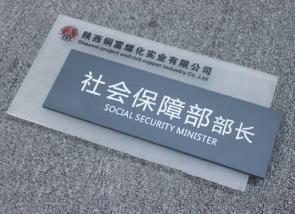 陕西铜富煤化实业有限公司
Shaanxi project and rich copper industry Co.,Ltd
社会保障部部长
SOCIAL SECURITY MINISTER